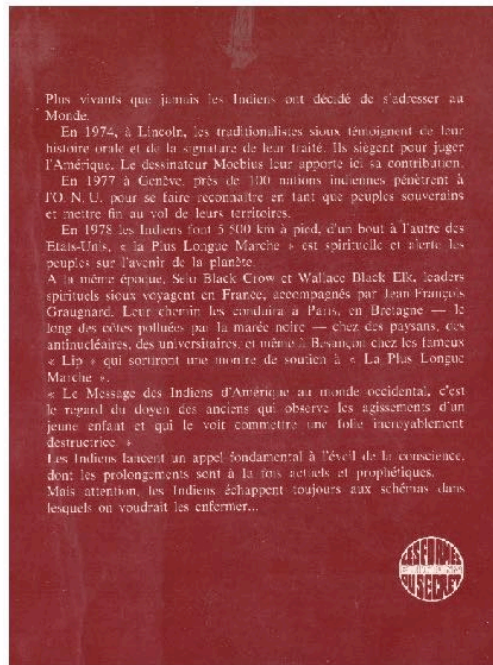 Plus vivants que jamais les Indiens ont décidé de s'adresser au
Monde.
En 1974, à Lincoln, les traditionalistes sioux témoignent de leur
histoire orale et de la signature de leur traité. Ils siègent pour juger
l'Amérique. Le dessinateur Moebius leur apporte ici sa contribution.
En 1977 à Genève, près de 100 nations indiennes pénètrent à
l'O.N.U. pour se faire reconnaître en tant que peuples souverains
et mettre fin au vol de leurs territoires.
En 1978 les Indiens font 5 500 km à pied, d'un bout à l'autre des
Etats-Unis, « la Plus Longue Marche » est spirituelle et alerte les
peuples sur l'avenir de la planète.
A la même époque, Selo Black Crow et Wallace Black Elk, leaders
spirituels sioux voyagent en France, accompagnés par Jean-François
Graugnard. Leur chemin les conduira à Paris, en Bretagne — le
long des côtes polluées par la marée noire — chez des paysans, des
antinucléaires, des universitaires, et même à Besançon chez les fameux
« Lip » qui sortiront une montre de soutien à « La Plus Longue
Marche ».
« Le Message des Indiens d'Amérique au monde occidental, c'est
le regard du doyen des anciens qui observe les agissements d'un
jeune enfant et qui le voit commettre une folie incroyablement
destructrice. »
Les Indiens lancent un appel fondamental à l'éveil de la conscience,
dont les prolongements sont à la fois actuels et prophétiques.
Mais attention, les Indiens échappent toujours aux schémas dans
lesquels on voudrait les enfermer...
DU SECRET